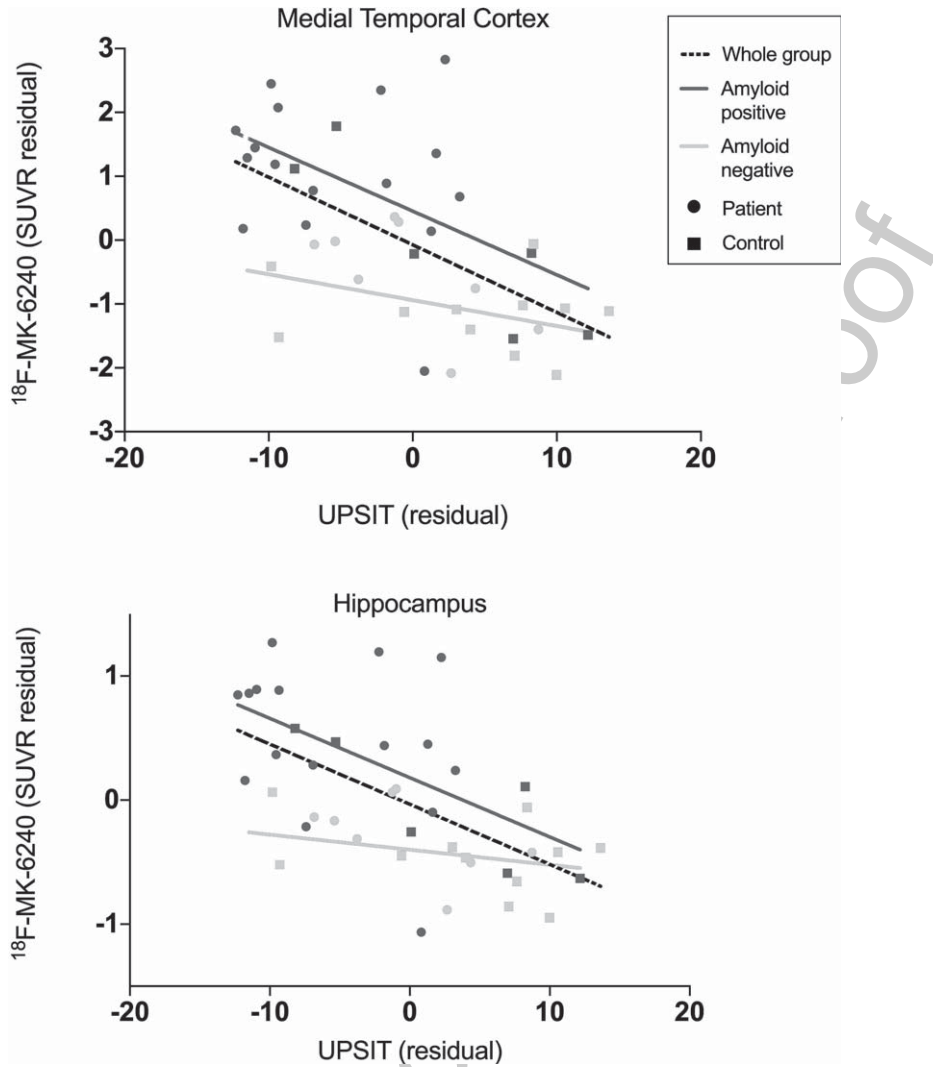 Medial Temporal Cortex
¹⁸F-MK-6240 (SUVR residual)
3
2
1
0
-1
-2
-3
-20
-10
0
10
20
UPSIT (residual)
Whole group
Amyloid
positive
Amyloid
negative
Patient
Control
oof
Hippocampus
¹⁸F-MK-6240 (SUVR residual)
1
0
-1
-20
-10
0
10
20
UPSIT (residual)